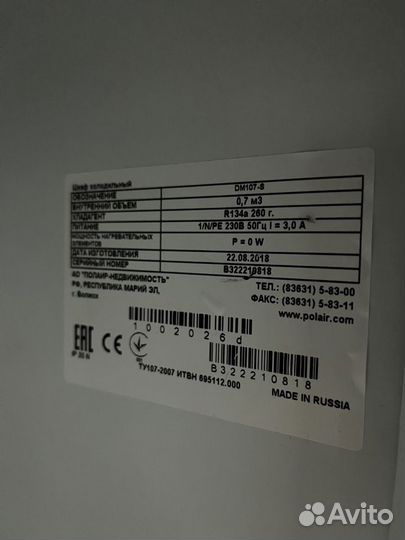 Шкаф холодильный
ОБОЗНАЧЕНИЕ DM107-S
ВНУТРЕННИЙ ОБЪЕМ 0,7 м3
ХЛАДАГЕНТ R134a 260 г.
ПИТАНИЕ 1/N/PE 230В 50Гц I = 3,0 А
МОЩНОСТЬ НАГРЕВАТЕЛЬНЫХ
ЭЛЕМЕНТОВ P = 0 W
ДАТА ИЗГОТОВЛЕНИЯ 22.08.2018
СЕРИЙНЫЙ НОМЕР B322210818
АО "ПОЛАИР-НЕДВИЖИМОСТЬ" ТЕЛ.: (83631) 5-83-00
РФ, РЕСПУБЛИКА МАРИЙ ЭЛ, ФАКС: (83631) 5-83-11
г. Волжск www.polair.com
1002026d
EAC CE
B322210818
ТУ107-2007 ИТВН 695112.000
MADE IN RUSSIA
Avito